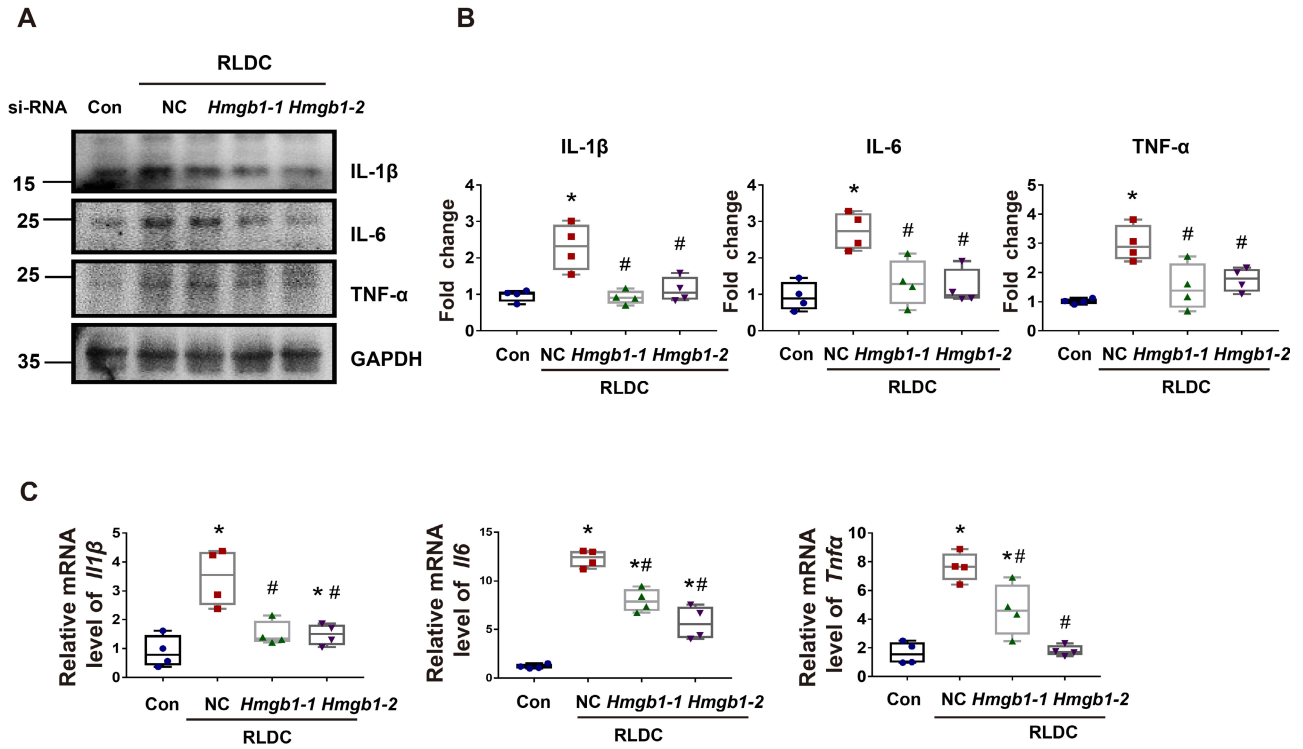 A
RLDC
si-RNA Con NC Hmgb1-1 Hmgb1-2
IL-1β
15
25
IL-6
25
TNF-α
35
GAPDH
B
IL-1β
Fold change
4
3
2
1
0
*
#
#
Con NC Hmgb1-1 Hmgb1-2
RLDC
IL-6
Fold change
4
3
2
1
0
*
#
#
Con NC Hmgb1-1 Hmgb1-2
RLDC
TNF-α
Fold change
5
4
3
2
1
0
*
#
#
Con NC Hmgb1-1 Hmgb1-2
RLDC
C
Relative mRNA
level of Il1β
5
4
3
2
1
0
*
#
* #
Con NC Hmgb1-1 Hmgb1-2
RLDC
Relative mRNA
level of Il6
15
10
5
0
*
*#
*#
Con NC Hmgb1-1 Hmgb1-2
RLDC
Relative mRNA
level of Tnfα
10
8
6
4
2
0
*
*#
#
Con NC Hmgb1-1 Hmgb1-2
RLDC